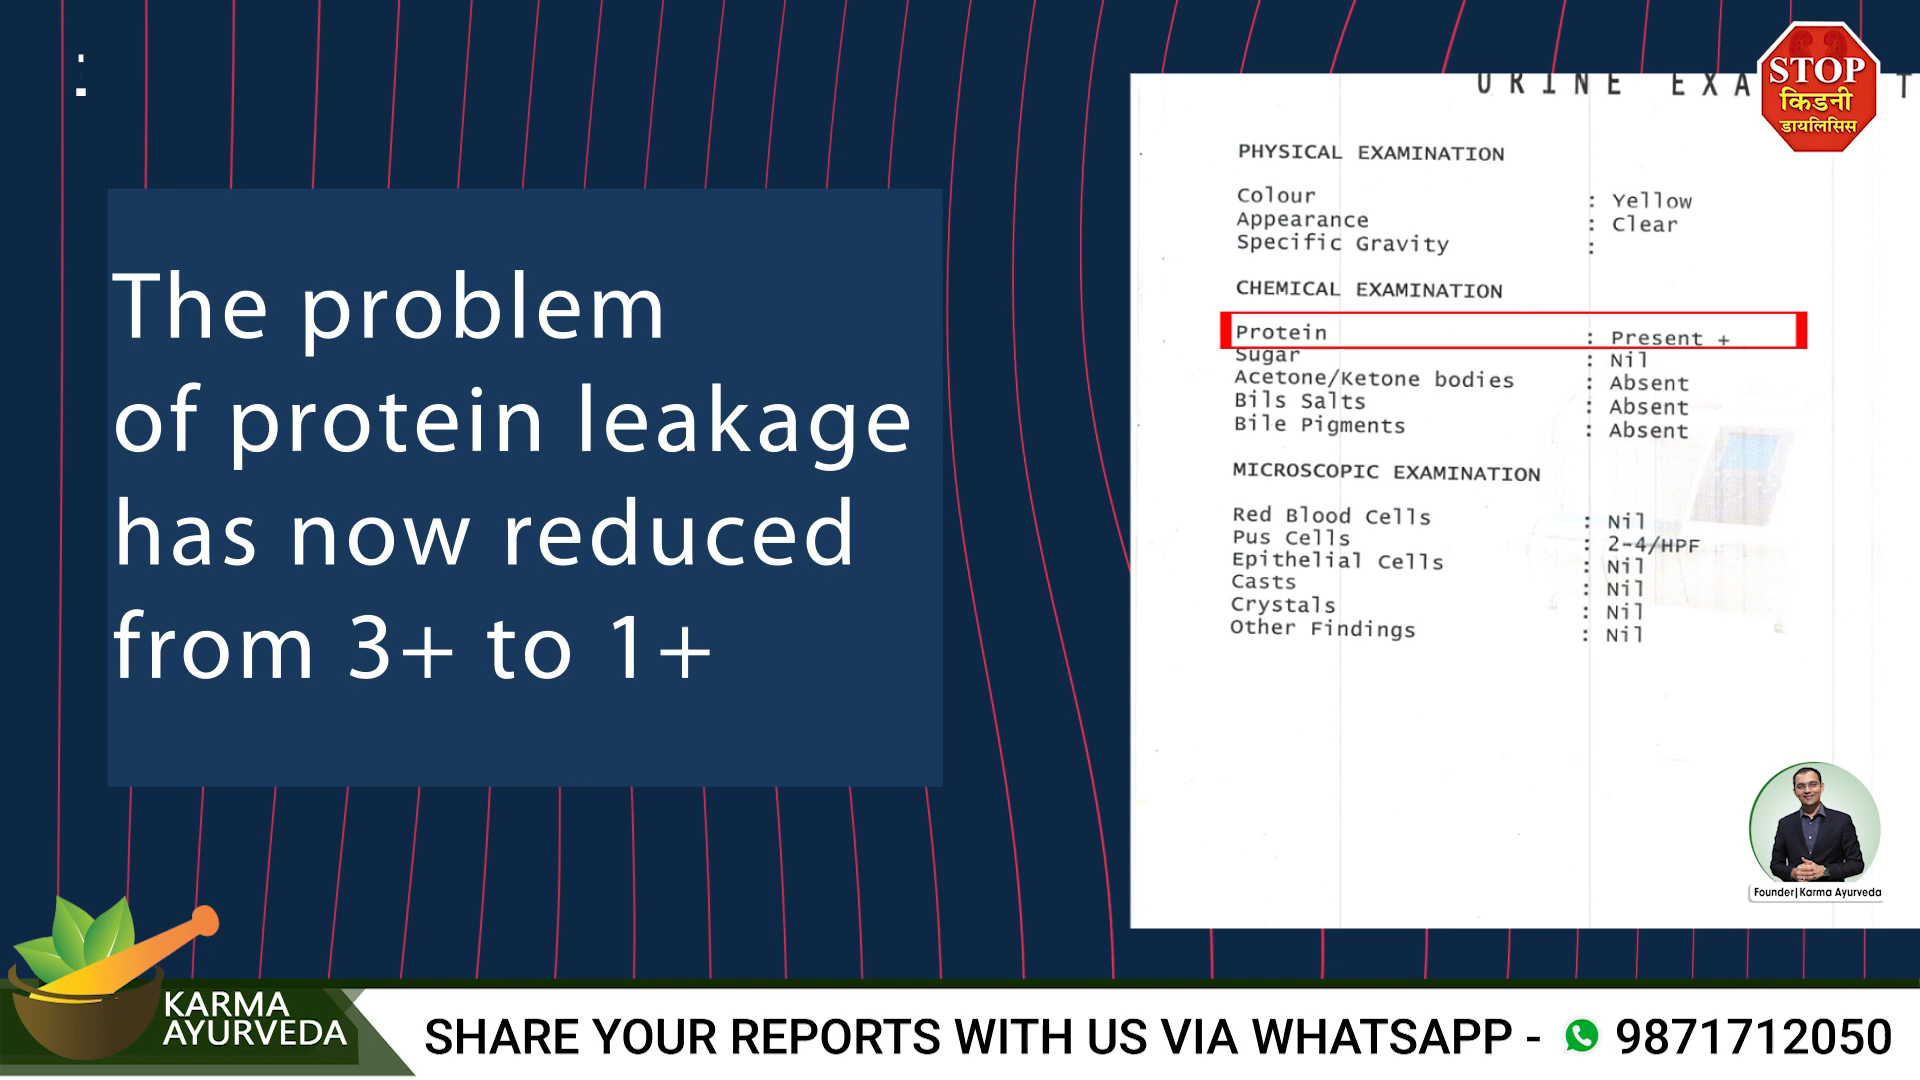 The problem
of protein leakage
has now reduced
from 3+ to 1+
URINE EXA
STOP
किडनी
डायलिसिस
PHYSICAL EXAMINATION
Colour : Yellow
Appearance : Clear
Specific Gravity :
CHEMICAL EXAMINATION
Protein : Present +
Sugar : Nil
Acetone/Ketone bodies : Absent
Bils Salts : Absent
Bile Pigments : Absent
MICROSCOPIC EXAMINATION
Red Blood Cells : Nil
Pus Cells : 2-4/HPF
Epithelial Cells : Nil
Casts : Nil
Crystals : Nil
Other Findings : Nil
Founder|Karma Ayurveda
KARMA
AYURVEDA
SHARE YOUR REPORTS WITH US VIA WHATSAPP - 9871712050